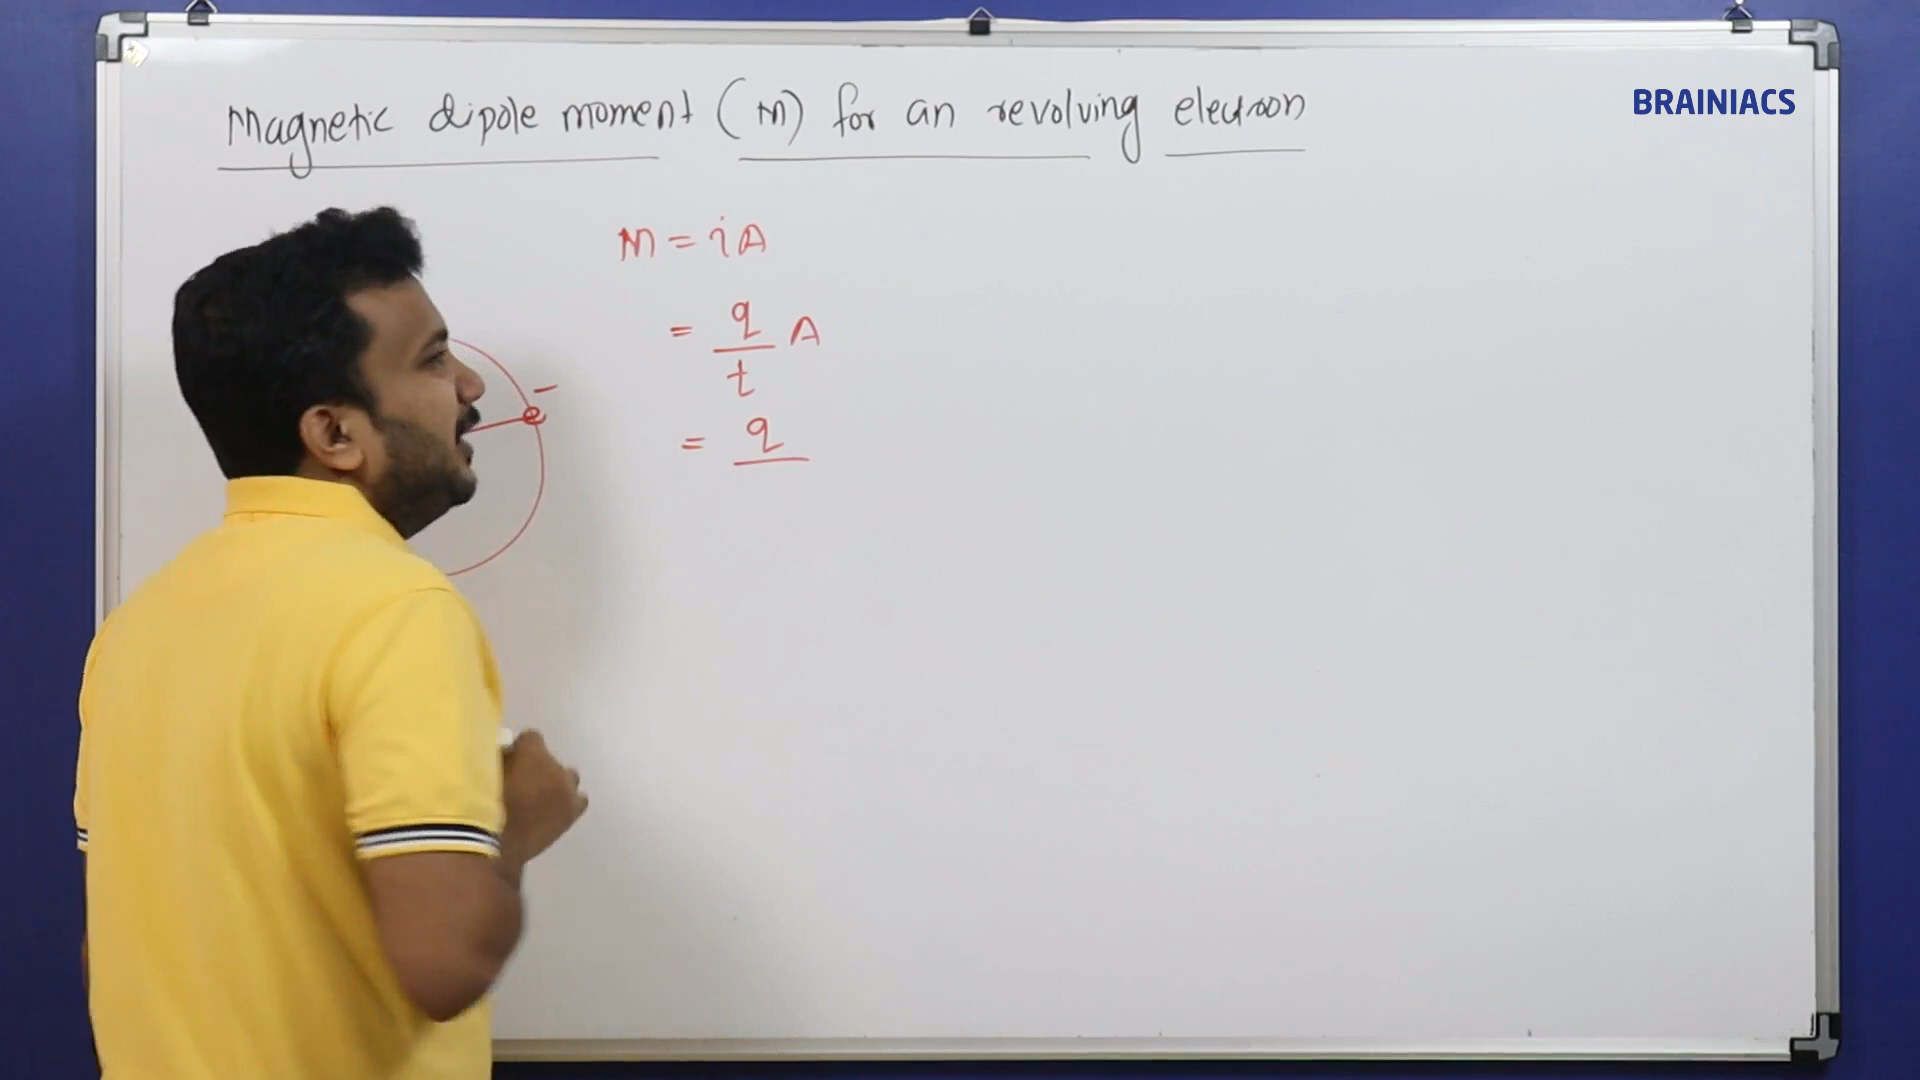 Magnetic dipole moment (M) for an revolving electron
BRAINIACS
M = iA
= q/t A
e -
= q